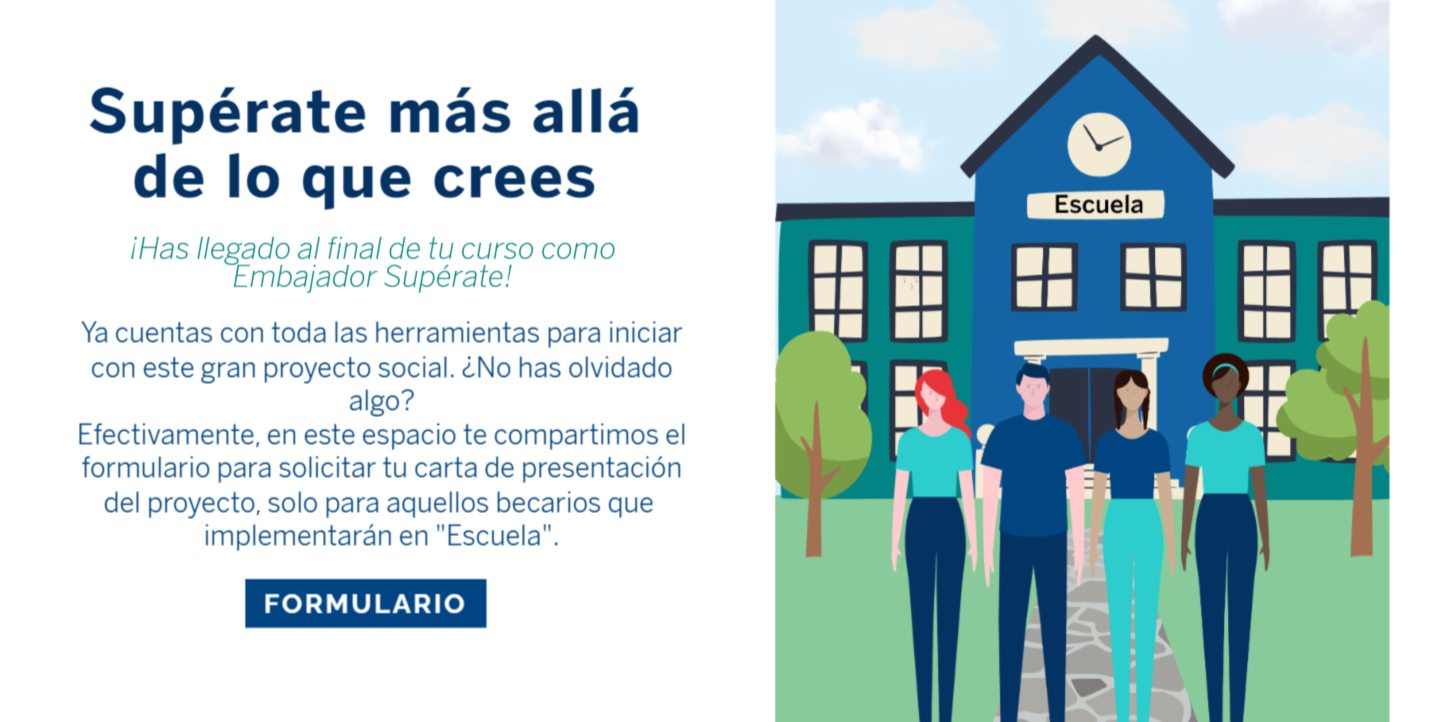 Supérate más allá
de lo que crees
¡Has llegado al final de tu curso como
Embajador Supérate!
Ya cuentas con toda las herramientas para iniciar
con este gran proyecto social. ¿No has olvidado
algo?
Efectivamente, en este espacio te compartimos el
formulario para solicitar tu carta de presentación
del proyecto, solo para aquellos becarios que
implementarán en "Escuela".
FORMULARIO
Escuela